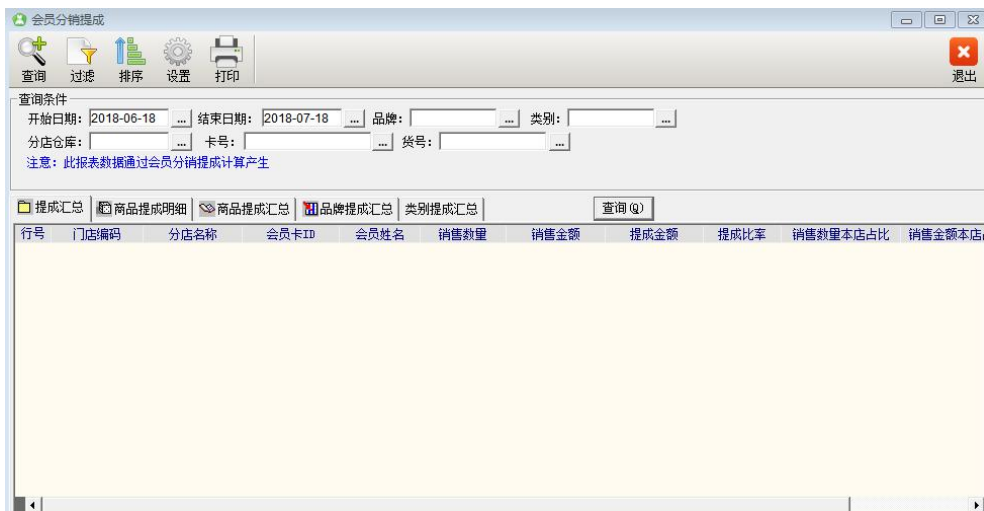 会员分销提成
查询 过滤 排序 设置 打印 退出
查询条件
开始日期: 2018-06-18 ... 结束日期: 2018-07-18 ... 品牌: ... 类别: ...
分店仓库: ... 卡号: ... 货号: ...
注意: 此报表数据通过会员分销提成计算产生
提成汇总 商品提成明细 商品提成汇总 品牌提成汇总 类别提成汇总 查询(Q)
行号 门店编码 分店名称 会员卡ID 会员姓名 销售数量 销售金额 提成金额 提成比率 销售数量本店占比 销售金额本店